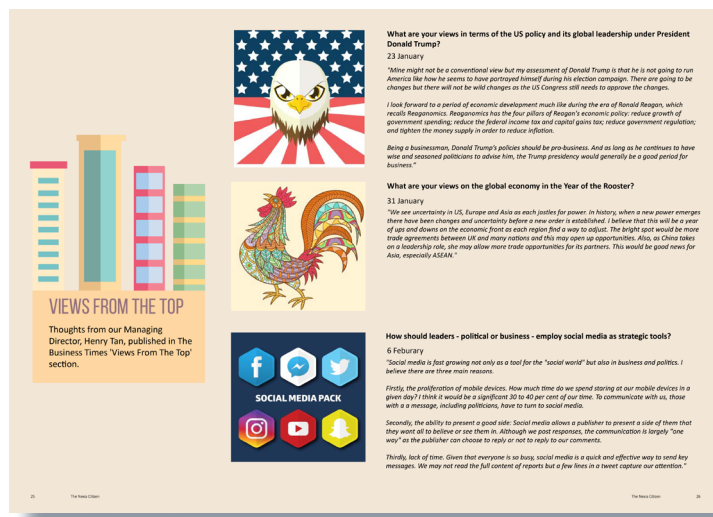 VIEWS FROM THE TOP
Thoughts from our Managing
Director, Henry Tan, published in The
Business Times 'Views From The Top'
section.
SOCIAL MEDIA PACK
What are your views in terms of the US policy and its global leadership under President
Donald Trump?
23 January
"Mine might not be a conventional view but my assessment of Donald Trump is that he is not going to run
America like how he seems to have portrayed himself during his election campaign. There are going to be
changes but there will not be wild changes as the US Congress still needs to approve the changes.
I look forward to a period of economic development much like during the era of Ronald Reagan, which
recalls Reaganomics. Reaganomics has the four pillars of Reagan's economic policy: reduce growth of
government spending; reduce the federal income tax and capital gains tax; reduce government regulation;
and tighten the money supply in order to reduce inflation.
Being a businessman, Donald Trump's policies should be pro-business. And as long as he continues to have
wise and seasoned politicians to advise him, the Trump presidency would generally be a good period for
business."
What are your views on the global economy in the Year of the Rooster?
31 January
"We see uncertainty in US, Europe and Asia as each jostles for power. In history, when a new power emerges
there have been changes and uncertainty before a new order is established. I believe that this will be a year
of ups and downs on the economic front as each region find a way to adjust. The bright spot would be more
trade agreements between UK and many nations and this may open up opportunities. Also, as China takes
on a leadership role, she may allow more trade opportunities for its partners. This would be good news for
Asia, especially ASEAN."
How should leaders - political or business - employ social media as strategic tools?
6 Feburary
"Social media is fast growing not only as a tool for the "social world" but also in business and politics. I
believe there are three main reasons.
Firstly, the proliferation of mobile devices. How much time do we spend staring at our mobile devices in a
given day? I think it would be a significant 30 to 40 per cent of our time. To communicate with us, those
with a a message, including politicians, have to turn to social media.
Secondly, the ability to present a good side: Social media allows a publisher to present a side of them that
they want all to believe or see them in. Although we post responses, the communication is largely "one
way" as the publisher can choose to reply or not to reply to our comments.
Thirdly, lack of time. Given that everyone is so busy, social media is a quick and effective way to send key
messages. We may not read the full content of reports but a few lines in a tweet capture our attention."
25 The Nexia Citizen
The Nexia Citizen 26